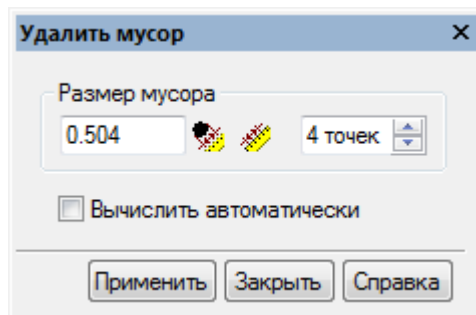 Удалить мусор
Размер мусора
0.504 4 точек
Вычислить автоматически
Применить Закрыть Справка